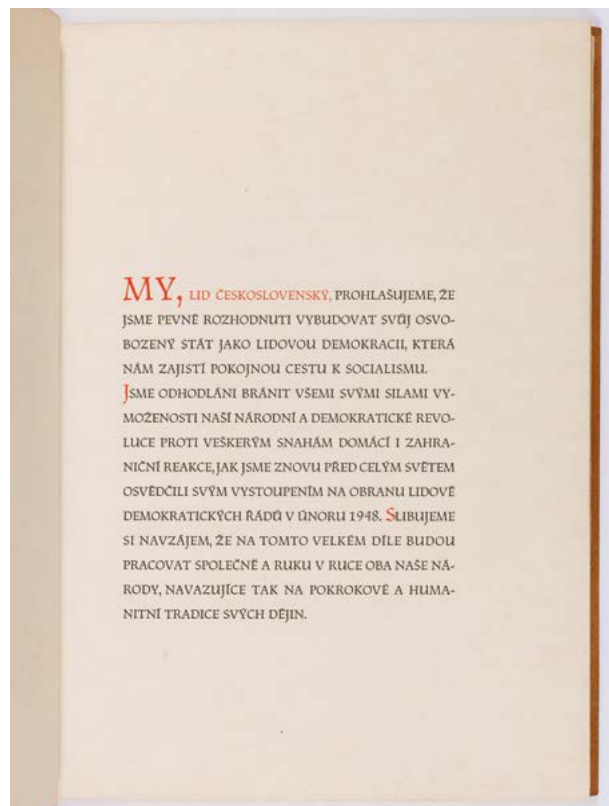 MY, LID ČESKOSLOVENSKÝ, PROHLAŠUJEME, ŽE
JSME PEVNĚ ROZHODNUTI VYBUDOVAT SVŮJ OSVO-
BOZENÝ STÁT JAKO LIDOVOU DEMOKRACII, KTERÁ
NÁM ZAJISTÍ POKOJNOU CESTU K SOCIALISMU.
JSME ODHODLÁNI BRÁNIT VŠEMI SVÝMI SILAMI VY-
MOŽENOSTI NAŠÍ NÁRODNÍ A DEMOKRATICKÉ REVO-
LUCE PROTI VEŠKERÝM SNAHÁM DOMÁCÍ I ZAHRA-
NIČNÍ REAKCE, JAK JSME ZNOVU PŘED CELÝM SVĚTEM
OSVĚDČILI SVÝM VYSTOUPENÍM NA OBRANU LIDOVĚ
DEMOKRATICKÝCH ŘÁDŮ V ÚNORU 1948. SLIBUJEME
SI NAVZÁJEM, ŽE NA TOMTO VELKÉM DÍLE BUDOU
PRACOVAT SPOLEČNĚ A RUKU V RUCE OBA NAŠE NÁ-
RODY, NAVAZUJÍCE TAK NA POKROKOVÉ A HUMA-
NITNÍ TRADICE SVÝCH DĚJIN.